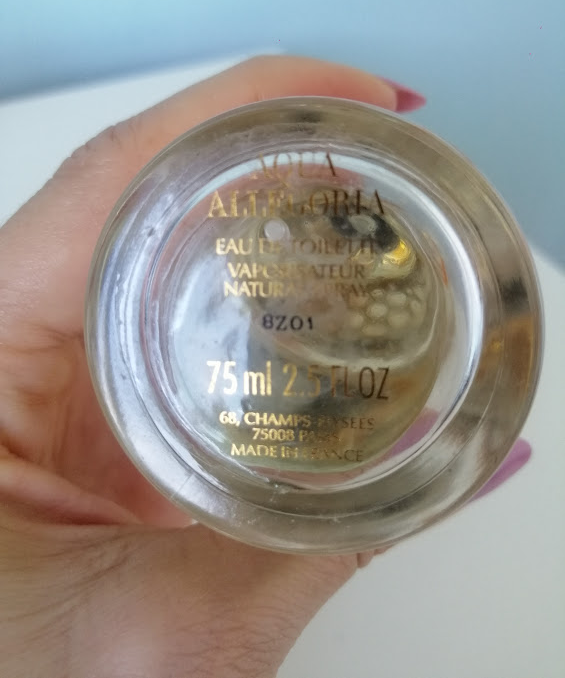 AQUA
ALLEGORIA
EAU DE TOILETTE
VAPORISATEUR
NATURAL SPRAY
8Z01
75 ml 2.5 FL OZ
68, CHAMPS-ELYSEES
75008 PARIS
MADE IN FRANCE